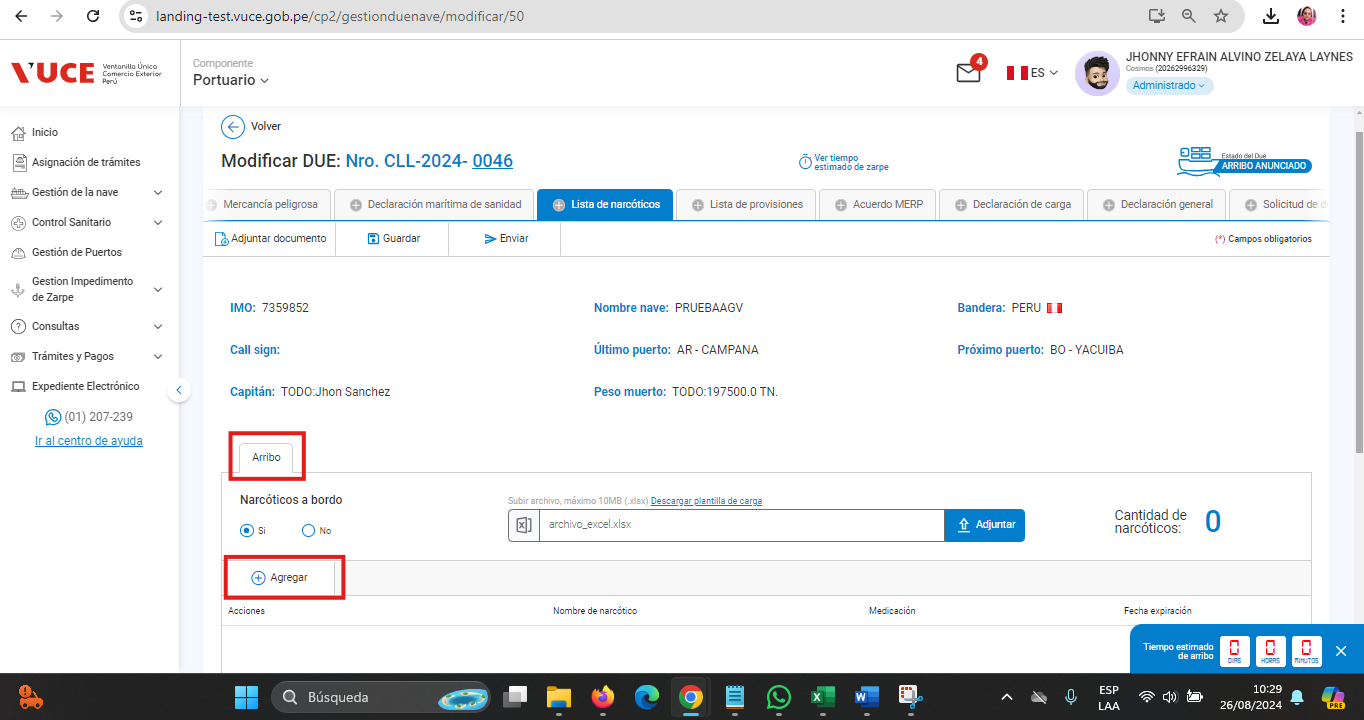 landing-test.vuce.gob.pe/cp2/gestionduenave/modificar/50
VUCE Ventanilla Única
Comercio Exterior
Perú
Componente
Portuario
4
ES
JHONNY EFRAIN ALVINO ZELAYA LAYNES
Cosmos (20262996329)
Administrado
Inicio
Asignación de trámites
Gestión de la nave
Control Sanitario
Gestión de Puertos
Gestion Impedimento
de Zarpe
Consultas
Trámites y Pagos
Expediente Electrónico
(01) 207-239
Ir al centro de ayuda
Volver
Modificar DUE: Nro. CLL-2024- 0046
Ver tiempo
estimado de zarpe
Estado del Due
ARRIBO ANUNCIADO
Mercancía peligrosa
Declaración marítima de sanidad
Lista de narcóticos
Lista de provisiones
Acuerdo MERP
Declaración de carga
Declaración general
Solicitud de d
Adjuntar documento
Guardar
Enviar
(*) Campos obligatorios
IMO: 7359852
Nombre nave: PRUEBAAGV
Bandera: PERU
Call sign:
Último puerto: AR - CAMPANA
Próximo puerto: BO - YACUIBA
Capitán: TODO:Jhon Sanchez
Peso muerto: TODO:197500.0 TN.
Arribo
Narcóticos a bordo
Si
No
Subir archivo, máximo 10MB (.xlsx) Descargar plantilla de carga
archivo_excel.xlsx
Adjuntar
Cantidad de
narcóticos: 0
Agregar
Acciones
Nombre de narcótico
Medicación
Fecha expiración
Tiempo estimado
de arribo
0 DIAS
0 HORAS
0 MINUTOS
Búsqueda
ESP
LAA
10:29
26/08/2024
PRE